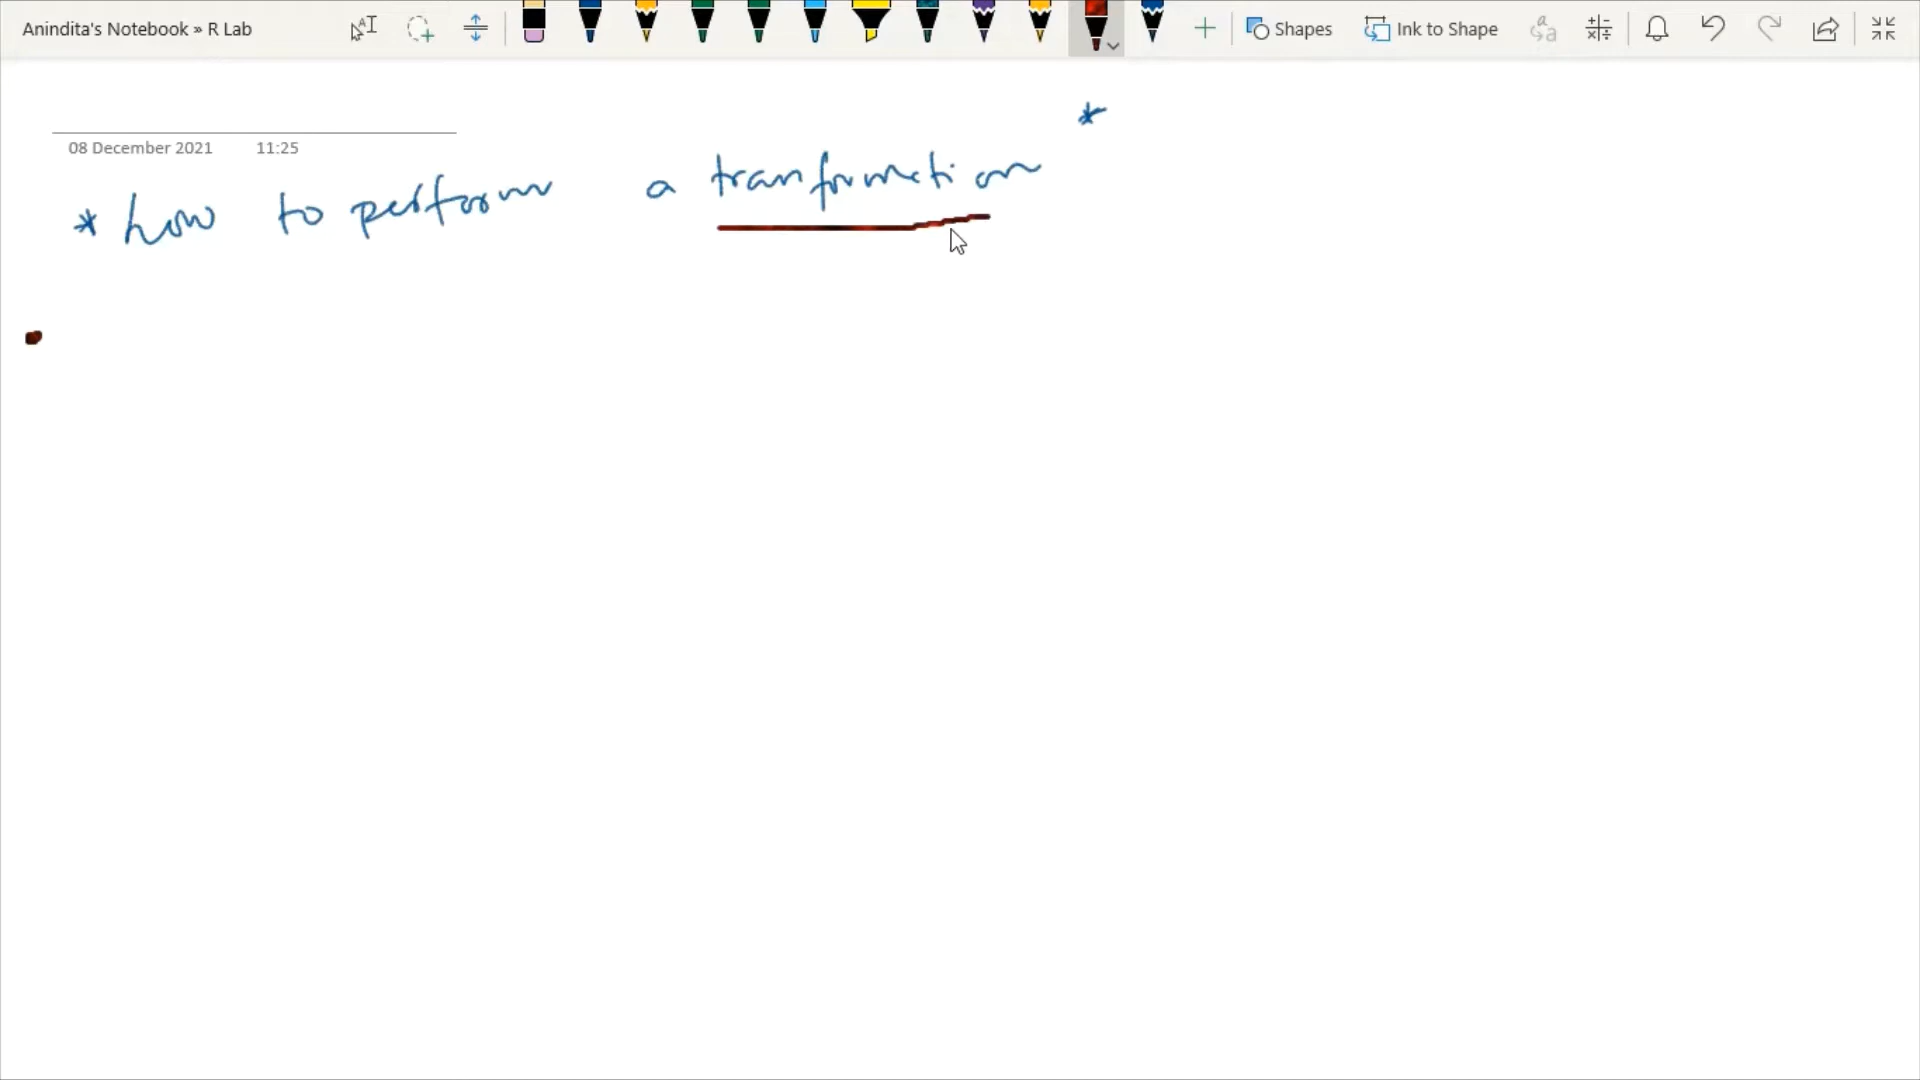 Anindita's Notebook » R Lab Shapes Ink to Shape
08 December 2021 11:25
* how to perform a tranformation *